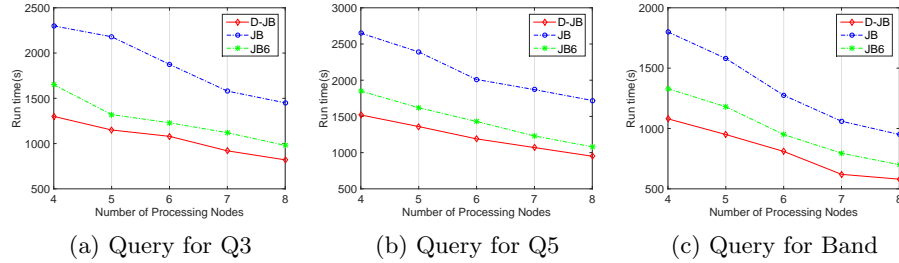 2500
2000
1500
1000
500
Run time(s)
4 5 6 7 8
Number of Processing Nodes
D-JB
JB
JB6
(a) Query for Q3
3000
2500
2000
1500
1000
500
Run time(s)
4 5 6 7 8
Number of Processing Nodes
D-JB
JB
JB6
(b) Query for Q5
2000
1500
1000
500
Run time(s)
4 5 6 7 8
Number of Processing Nodes
D-JB
JB
JB6
(c) Query for Band